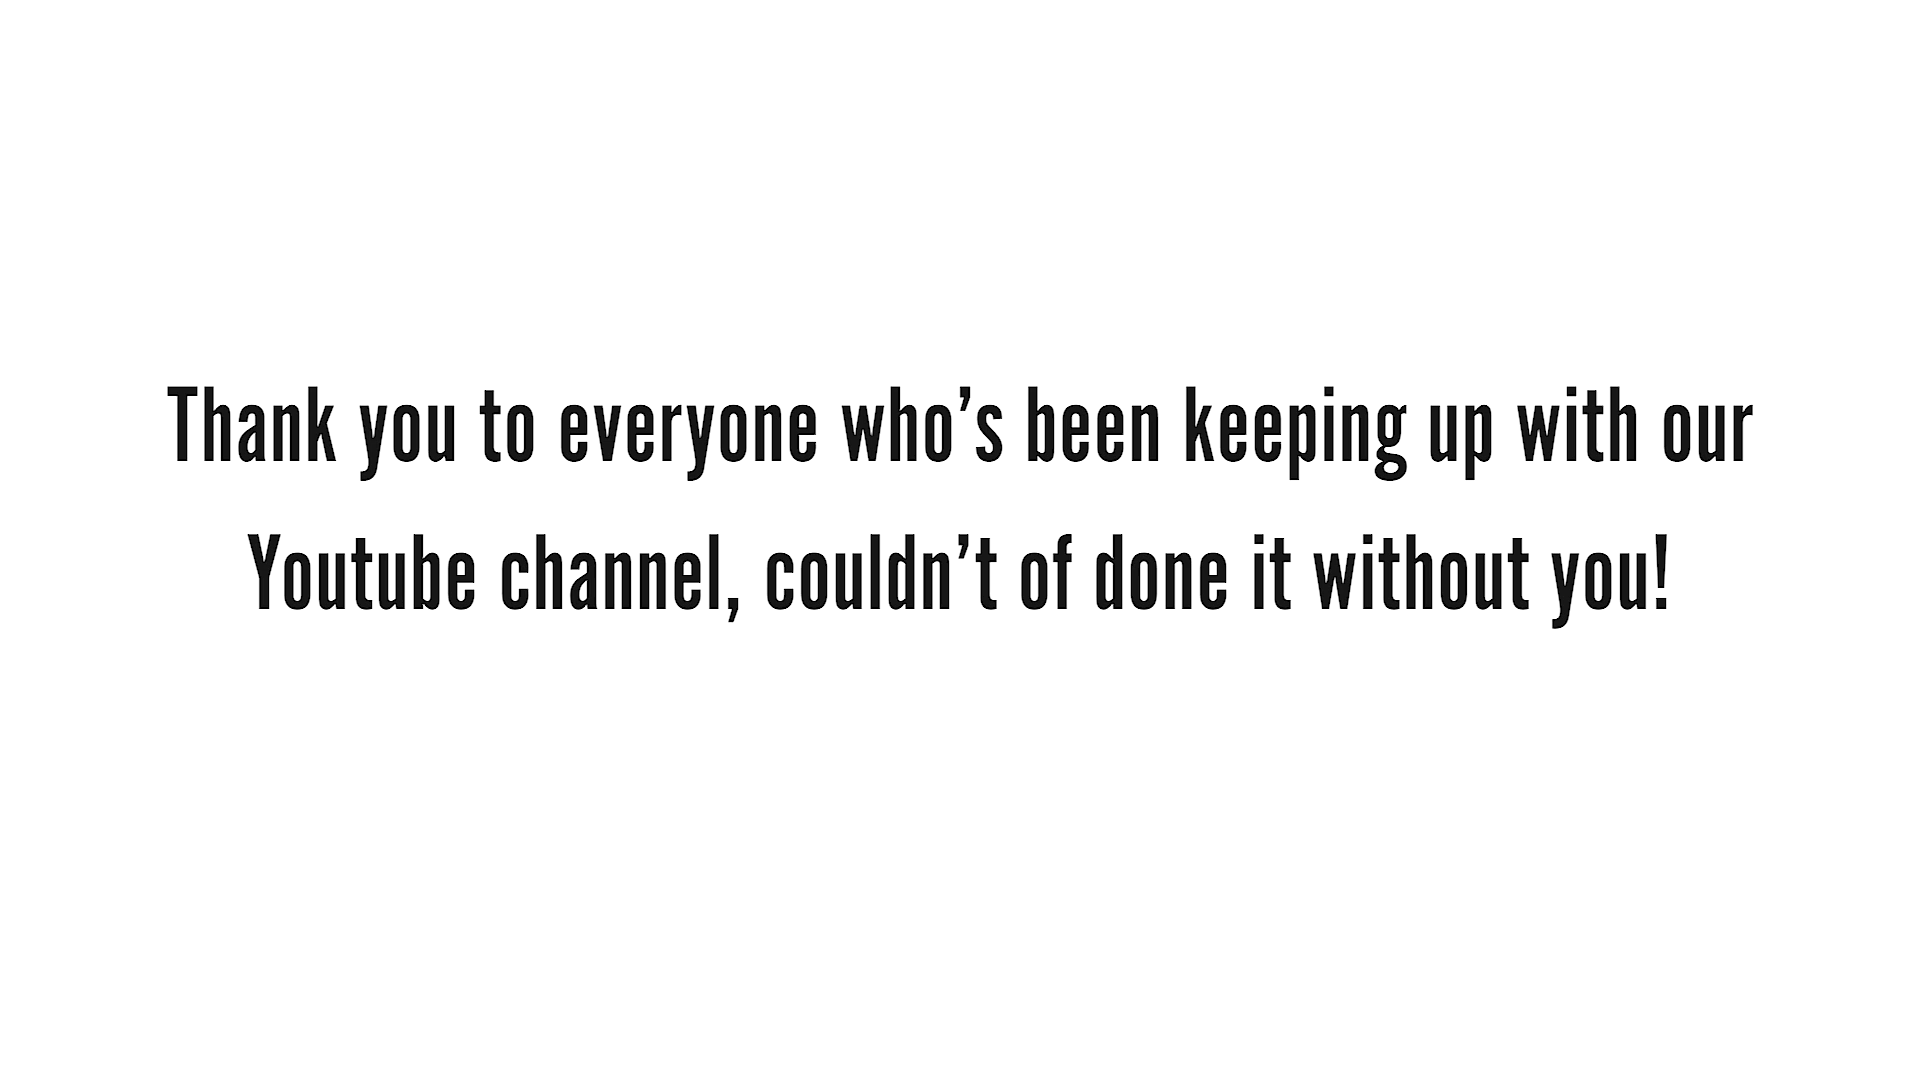 Thank you to everyone who’s been keeping up with our
Youtube channel, couldn’t of done it without you!